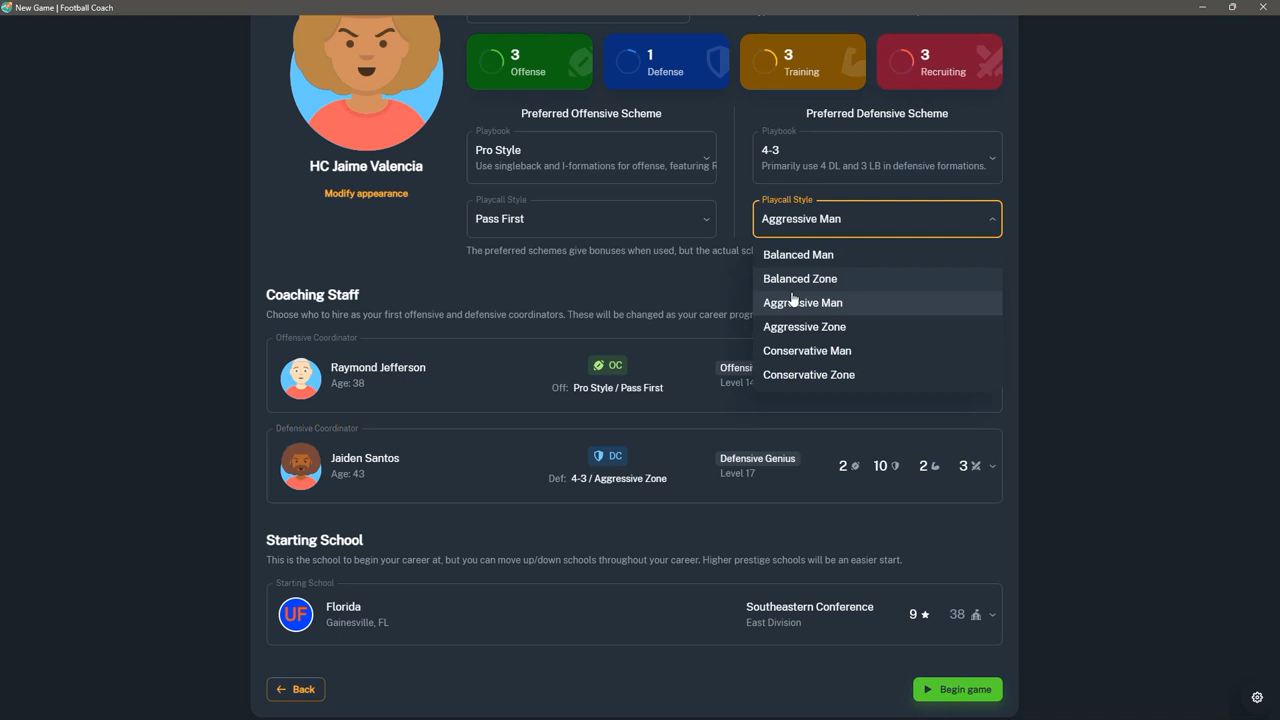 New Game | Football Coach
3
Offense
1
Defense
3
Training
3
Recruiting
HC Jaime Valencia
Modify appearance
Preferred Offensive Scheme
Playbook
Pro Style
Use singleback and I-formations for offense, featuring
Playcall Style
Pass First
Preferred Defensive Scheme
Playbook
4-3
Primarily use 4 DL and 3 LB in defensive formations.
Playcall Style
Aggressive Man
The preferred schemes give bonuses when used, but the actual
Balanced Man
Balanced Zone
Aggressive Man
Aggressive Zone
Conservative Man
Conservative Zone
Coaching Staff
Choose who to hire as your first offensive and defensive coordinators. These will be changed as your career
Offensive Coordinator
Raymond Jefferson
Age: 38
OC
Off: Pro Style / Pass First
Level 14
Defensive Coordinator
Jaiden Santos
Age: 43
DC
Def: 4-3 / Aggressive Zone
Defensive Genius
Level 17
2 10 2 3
Starting School
This is the school to begin your career at, but you can move up/down schools throughout your career. Higher prestige schools will be an easier start.
Starting School
UF
Florida
Gainesville, FL
Southeastern Conference
East Division
9 38
Back
Begin game